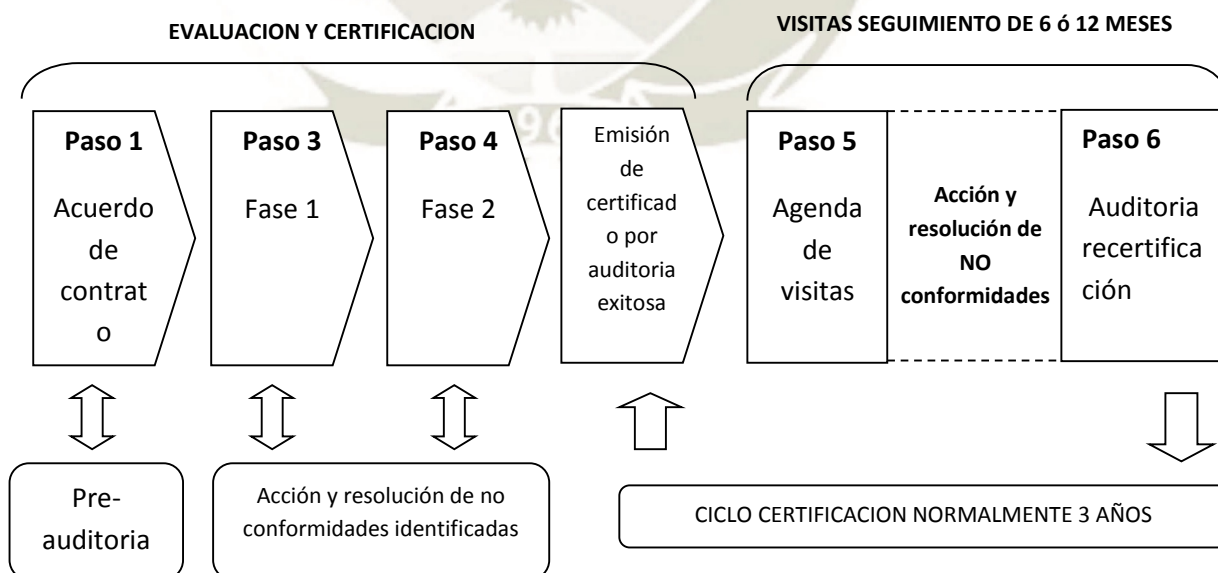 EVALUACION Y CERTIFICACION
VISITAS SEGUIMIENTO DE 6 ó 12 MESES
Paso 1
Acuerdo
de
contrat
o
Paso 3
Fase 1
Paso 4
Fase 2
Emisión
de
certificad
o por
auditoria
exitosa
Paso 5
Agenda
de
visitas
Acción y
resolución de
NO
conformidades
Paso 6
Auditoria
recertifica
ción
Pre-
auditoria
Acción y resolución de no
conformidades identificadas
CICLO CERTIFICACION NORMALMENTE 3 AÑOS